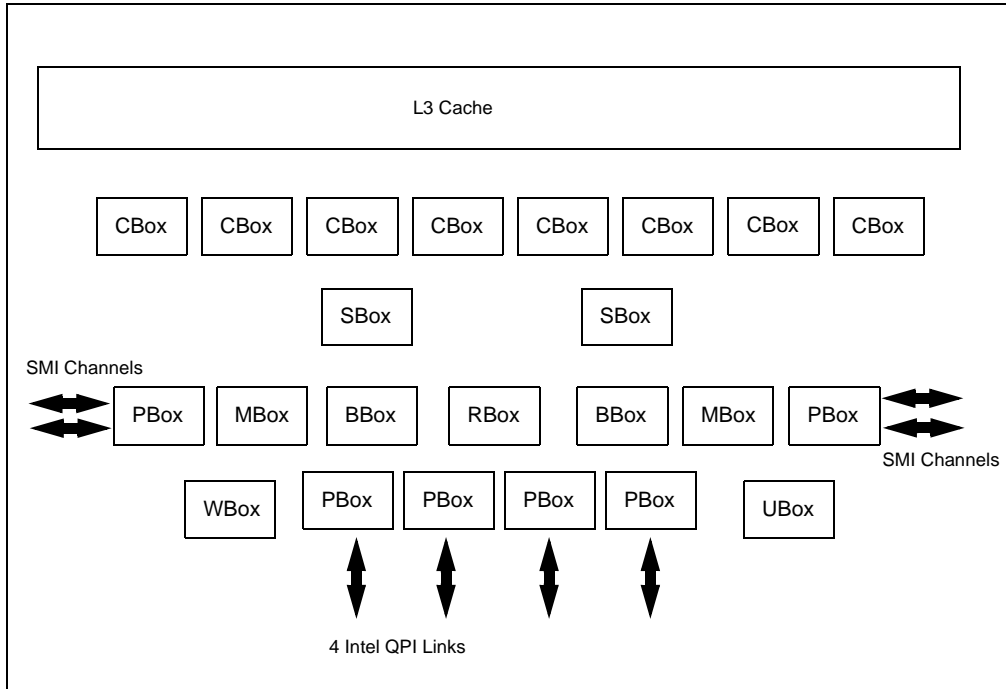 L3 Cache
CBox CBox CBox CBox CBox CBox CBox CBox
SBox SBox
SMI Channels
PBox MBox BBox RBox BBox MBox PBox
SMI Channels
WBox PBox PBox PBox PBox UBox
4 Intel QPI Links